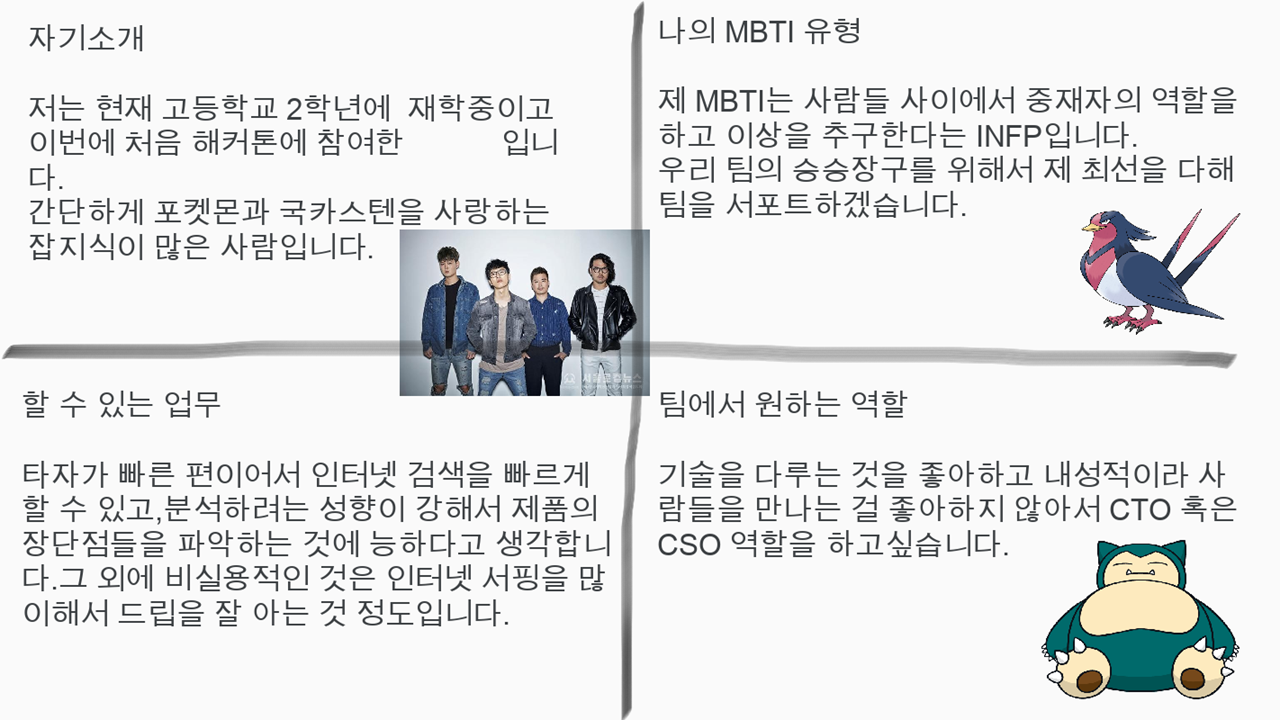 자기소개
저는 현재 고등학교 2학년에 재학중이고
이번에 처음 해커톤에 참여한 입니
다.
간단하게 포켓몬과 국카스텐을 사랑하는
잡지식이 많은 사람입니다.
나의 MBTI 유형
제 MBTI는 사람들 사이에서 중재자의 역할을
하고 이상을 추구한다는 INFP입니다.
우리 팀의 승승장구를 위해서 제 최선을 다해
팀을 서포트하겠습니다.
할 수 있는 업무
타자가 빠른 편이어서 인터넷 검색을 빠르게
할 수 있고,분석하려는 성향이 강해서 제품의
장단점들을 파악하는 것에 능하다고 생각합니
다.그 외에 비실용적인 것은 인터넷 서핑을 많
이해서 드립을 잘 아는 것 정도입니다.
팀에서 원하는 역할
기술을 다루는 것을 좋아하고 내성적이라 사
람들을 만나는 걸 좋아하지 않아서 CTO 혹은
CSO 역할을 하고싶습니다.